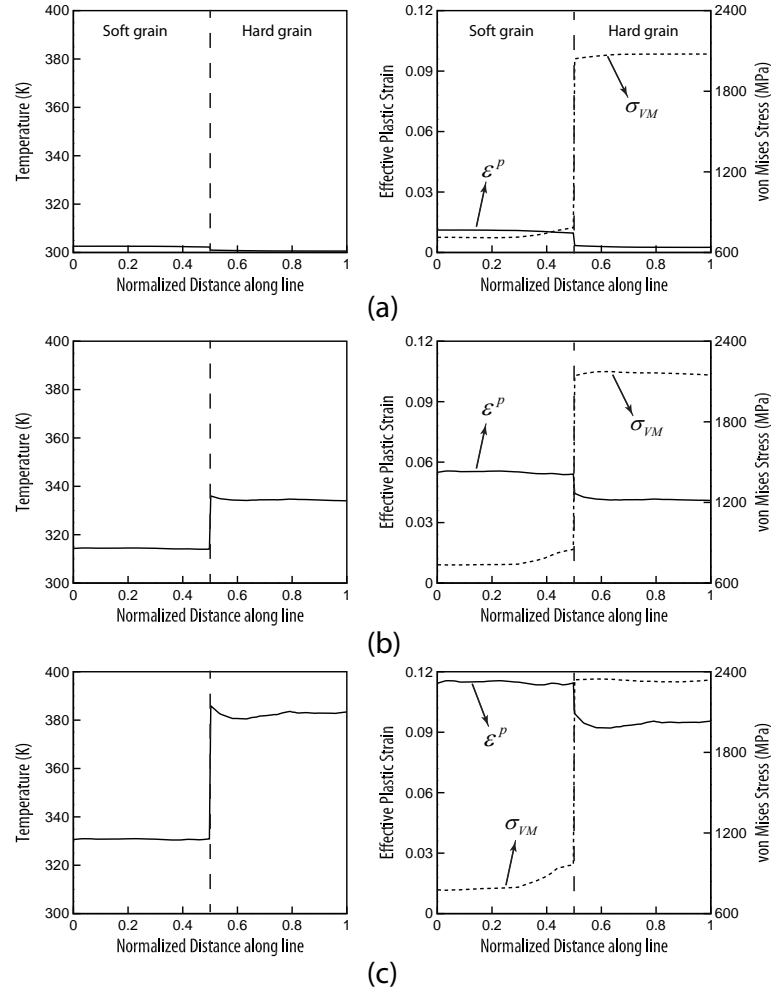 Soft grain
Hard grain
Temperature (K)
400
380
360
340
320
300
0
0.2
0.4
0.6
0.8
1
Normalized Distance along line
Soft grain
Hard grain
Effective Plastic Strain
von Mises Stress (MPa)
0.12
0.09
0.06
0.03
0
2400
1800
1200
600
σVM
εp
0
0.2
0.4
0.6
0.8
1
Normalized Distance along line
(a)
Temperature (K)
400
380
360
340
320
300
0
0.2
0.4
0.6
0.8
1
Normalized Distance along line
Effective Plastic Strain
von Mises Stress (MPa)
0.12
0.09
0.06
0.03
0
2400
1800
1200
600
εp
σVM
0
0.2
0.4
0.6
0.8
1
Normalized Distance along line
(b)
Temperature (K)
400
380
360
340
320
300
0
0.2
0.4
0.6
0.8
1
Normalized Distance along line
Effective Plastic Strain
von Mises Stress (MPa)
0.12
0.09
0.06
0.03
0
2400
2000
1200
600
εp
σVM
0
0.2
0.4
0.6
0.8
1
Normalized Distance along line
(c)